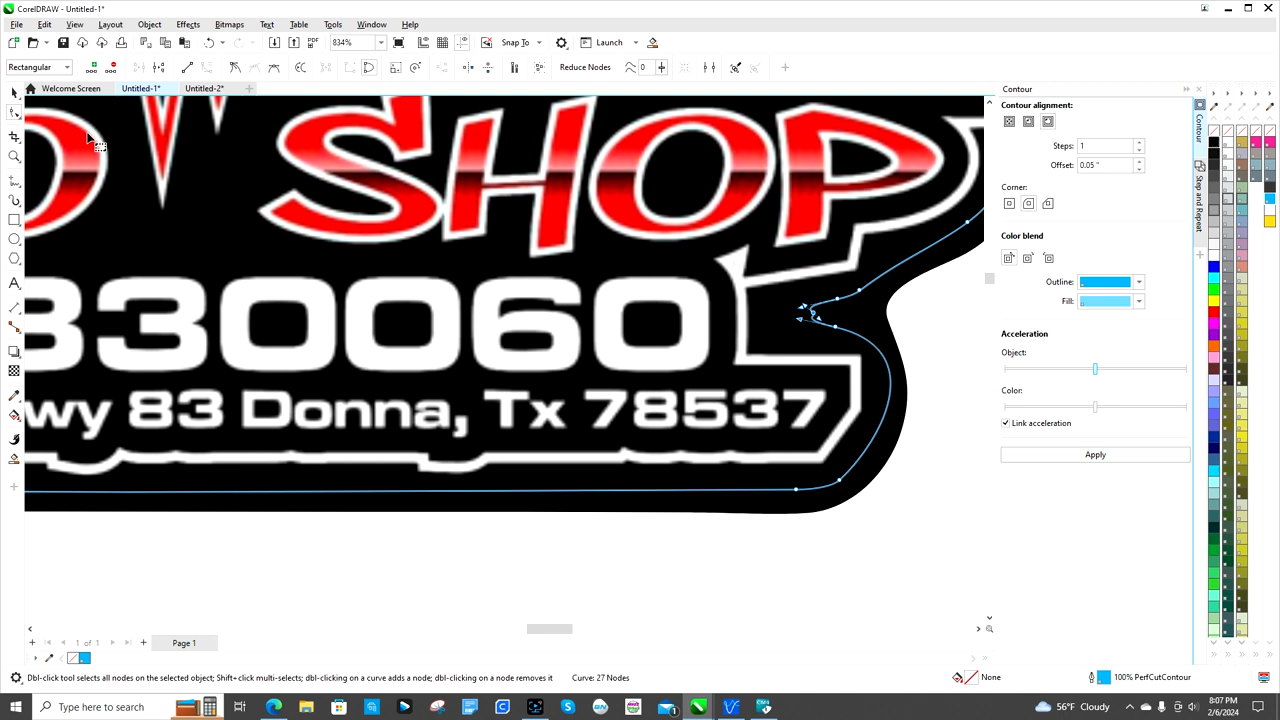 CorelDRAW - Untitled-1*
File Edit View Layout Object Effects Bitmaps Text Table Tools Window Help
PDF 834% Snap To Launch
Rectangular Reduce Nodes 0
Welcome Screen Untitled-1* Untitled-2*
SHOP
830060
wy 83 Donna, Tx 78537
Contour
Contour alignment:
Steps: 1
Offset: 0.05 "
Corner:
Color blend
Outline:
Fill:
Acceleration
Object:
Color:
Link acceleration
Apply
Contour
Step and Repeat
1 of 1 Page 1
Dbl-click tool selects all nodes on the selected object; Shift+click multi-selects; dbl-clicking on a curve adds a node; dbl-clicking on a node removes it Curve: 27 Nodes None 100% PerfCutContour
Type here to search 56°F Cloudy 8:07 PM
2/6/2024